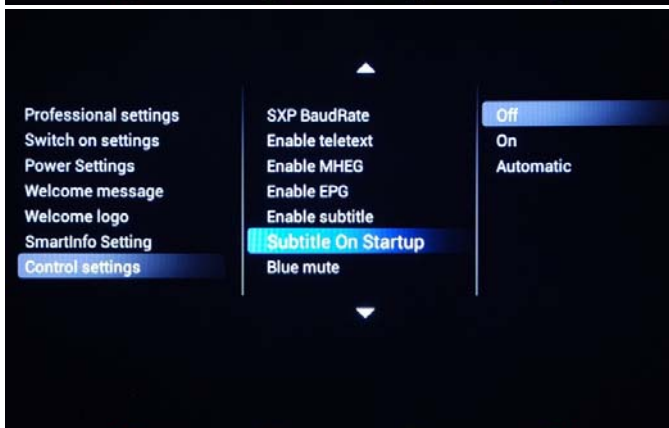 Professional settings
Switch on settings
Power Settings
Welcome message
Welcome logo
SmartInfo Setting
Control settings
SXP BaudRate
Enable teletext
Enable MHEG
Enable EPG
Enable subtitle
Subtitle On Startup
Blue mute
Off
On
Automatic